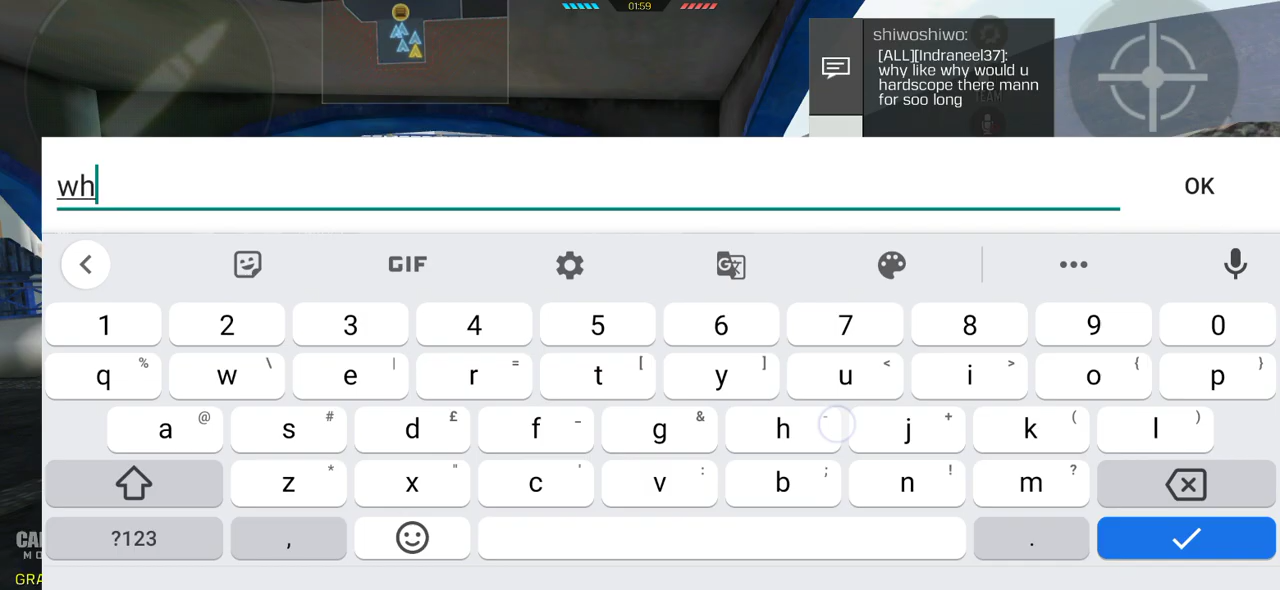 01:59
shiwoshiwo:
[ALL][Indraneel37]:
why like why would u
hardscope there mann
for soo long
wh
OK
GIF
1 2 3 4 5 6 7 8 9 0
q % w \ e | r = t [ y ] u < i > o { p }
a @ s # d £ f _ g & h - j + k ( l )
z * x " c ' v : b ; n ! m ?
?123 , .